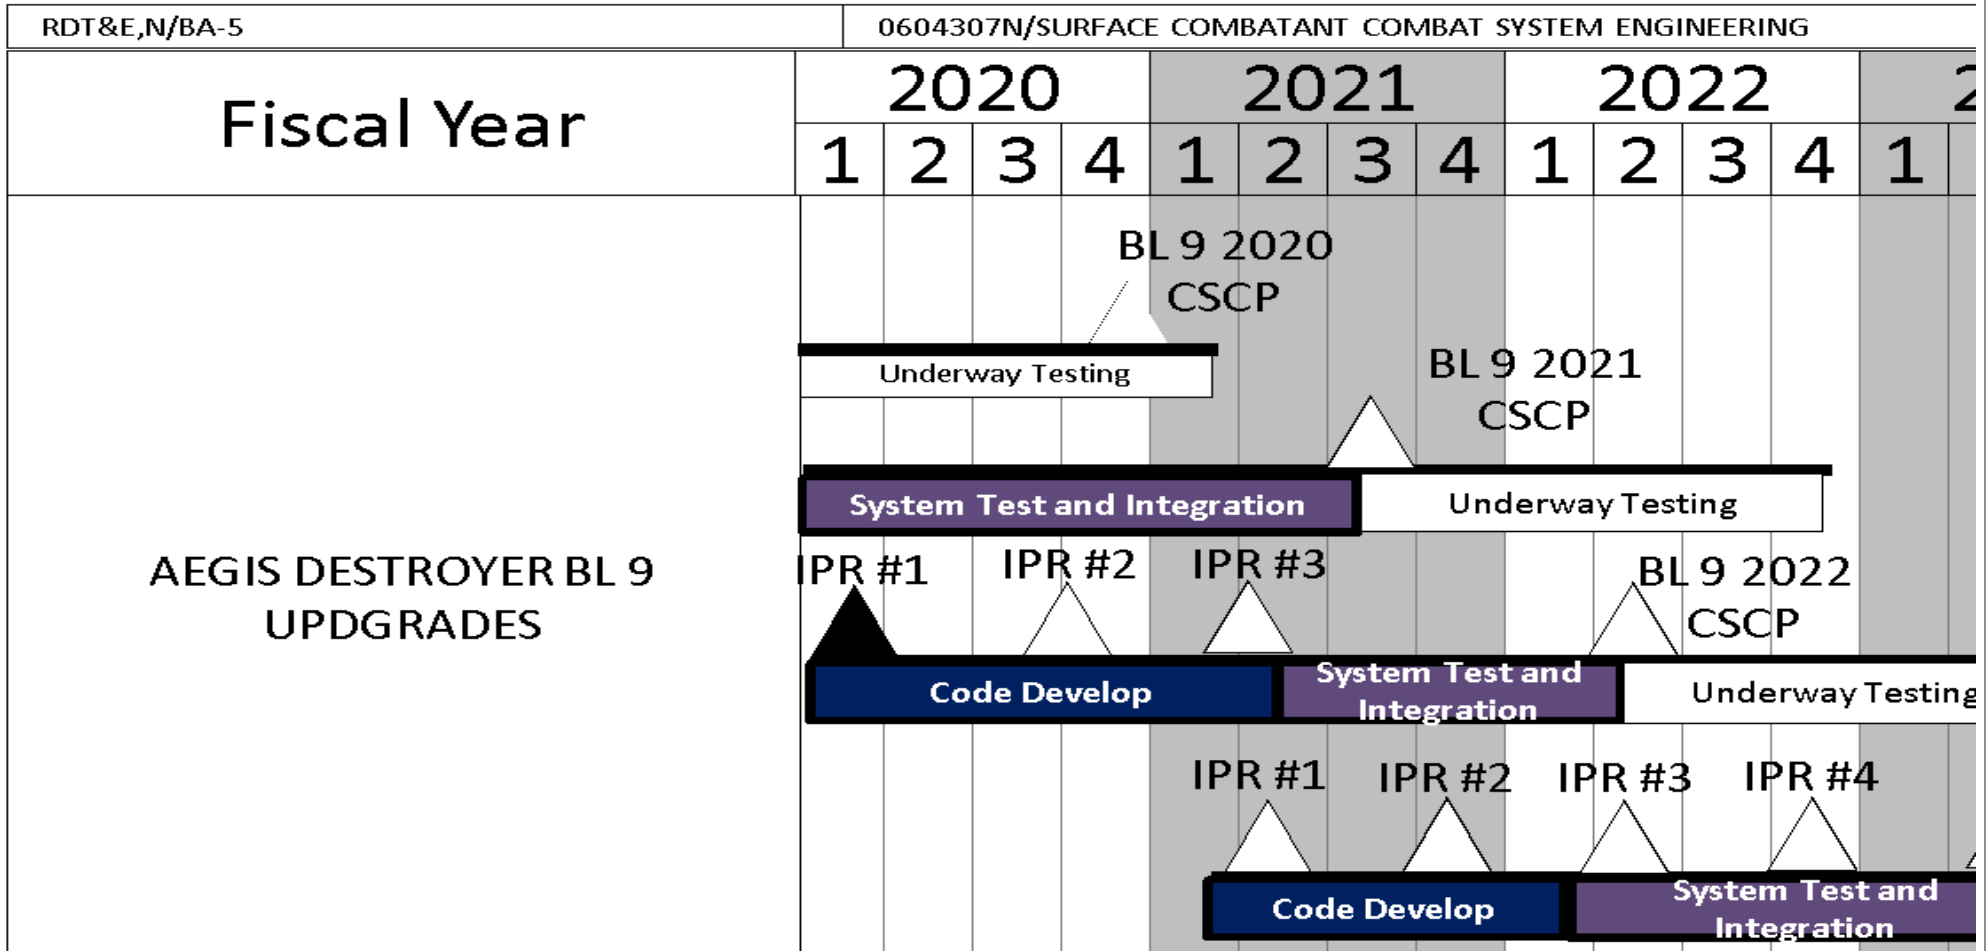 RDT&E,N/BA-5
0604307N/SURFACE COMBATANT COMBAT SYSTEM ENGINEERING
Fiscal Year
2020
2021
2022
2
1 2 3 4 1 2 3 4 1 2 3 4 1
BL 9 2020
CSCP
Underway Testing
BL 9 2021
CSCP
System Test and Integration
Underway Testing
AEGIS DESTROYER BL 9
UPDGRADES
IPR #1
IPR #2
IPR #3
BL 9 2022
CSCP
Code Develop
System Test and
Integration
Underway Testing
IPR #1
IPR #2
IPR #3
IPR #4
Code Develop
System Test and
Integration